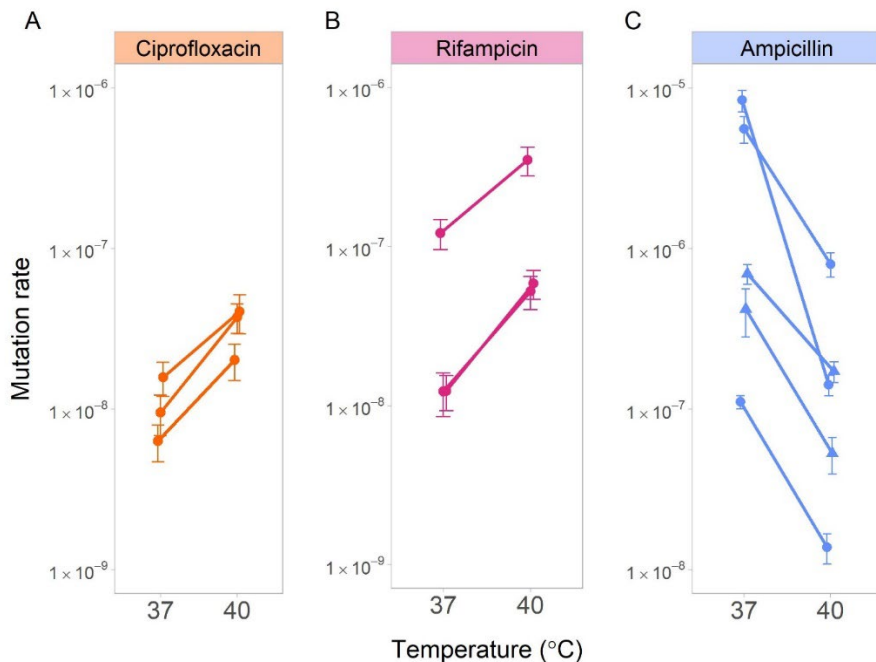 A
B
C
Ciprofloxacin
Rifampicin
Ampicillin
Mutation rate
1 × 10⁻⁶
1 × 10⁻⁷
1 × 10⁻⁸
1 × 10⁻⁹
1 × 10⁻⁶
1 × 10⁻⁷
1 × 10⁻⁸
1 × 10⁻⁹
1 × 10⁻⁵
1 × 10⁻⁶
1 × 10⁻⁷
1 × 10⁻⁸
37 40
37 40
37 40
Temperature (°C)